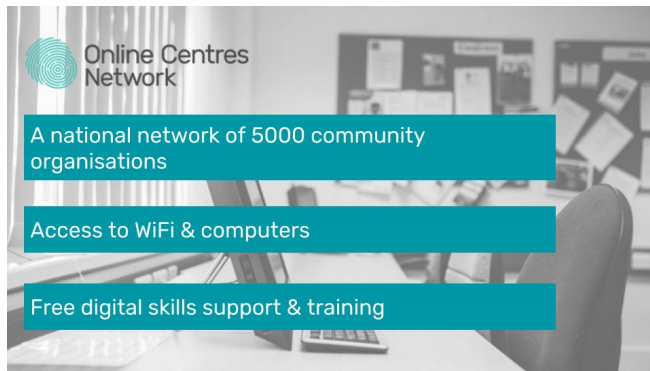 Online Centres
Network
A national network of 5000 community
organisations
Access to WiFi & computers
Free digital skills support & training